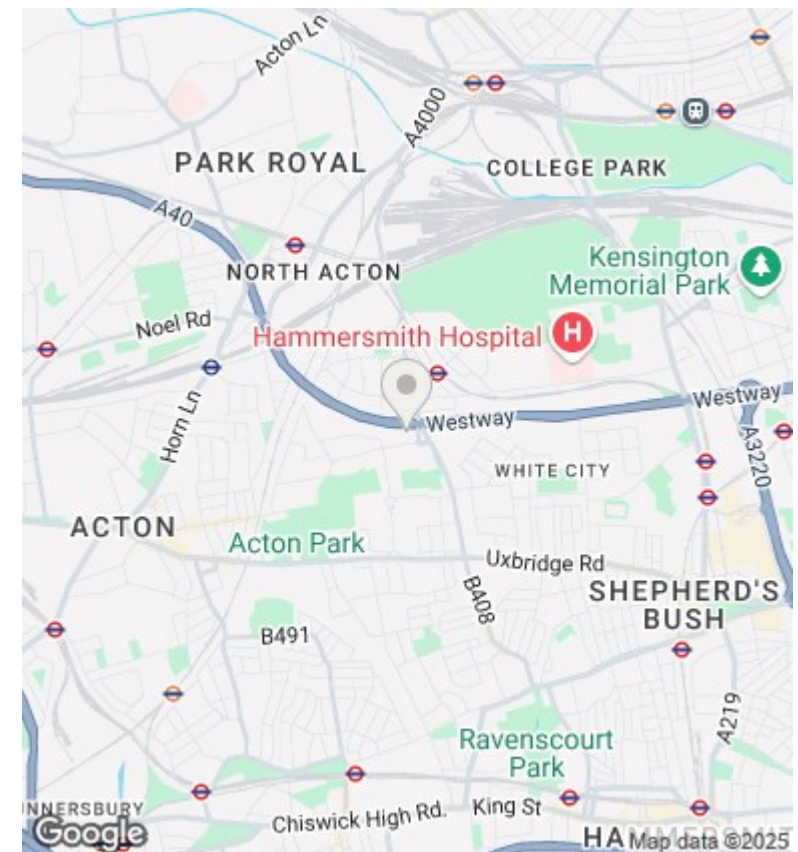 Acton Ln
A4000
PARK ROYAL
COLLEGE PARK
A40
Kensington
Memorial Park
NORTH ACTON
Noel Rd
Hammersmith Hospital
H
Horn Ln
Westway
Westway
A3220
WHITE CITY
ACTON
Acton Park
Uxbridge Rd
SHEPHERD'S
BUSH
B408
B491
A219
Ravenscourt
Park
NNERSBURY
Chiswick High Rd.
King St
HAMMERSMIT
Google
Map data ©2025